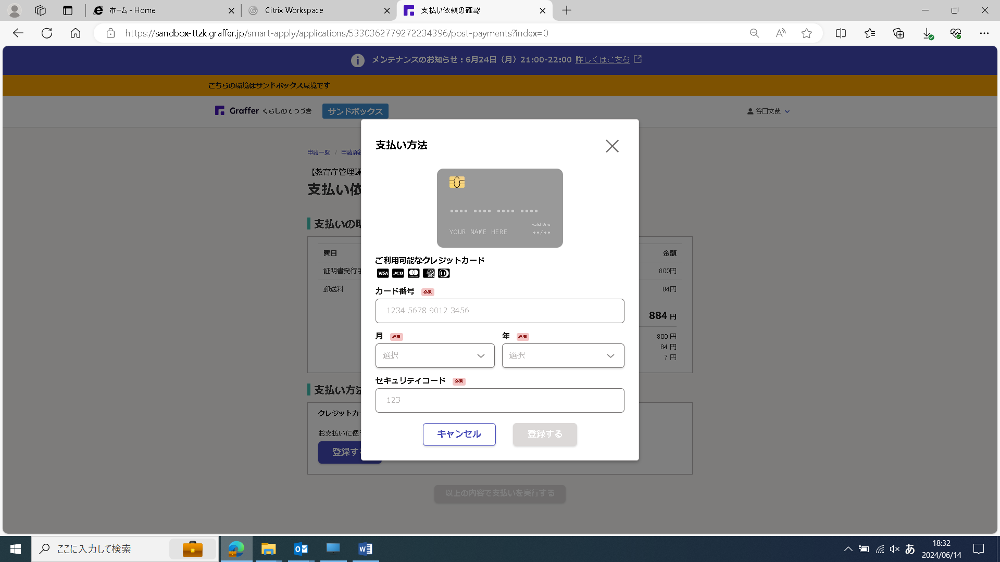 ホーム - Home
Citrix Workspace
支払い依頼の確認
https://sandbox-ttzk.graffer.jp/smart-apply/applications/5330362779272234396/post-payments?index=0
メンテナンスのお知らせ：6月24日（月）21:00-22:00 詳しくはこちら
こちらの環境はサンドボックス環境です
Graffer くらしのてつづき サンドボックス
谷口文哉
申請一覧 / 申請詳細
【教育庁管理課
支払い依
支払いの明
費目 金額
証明書発行手 800円
郵送料 84円
884 円
800 円
84 円
7 円
支払い方法
クレジットカー
お支払いに使う
登録する
以上の内容で支払いを実行する
支払い方法
•••• •••• •••• ••••
valid thru
YOUR NAME HERE ••/••
ご利用可能なクレジットカード
VISA JCB AMEX
カード番号 必須
1234 5678 9012 3456
月 必須 年 必須
選択 選択
セキュリティコード 必須
123
キャンセル 登録する
ここに入力して検索
あ
18:32
2024/06/14